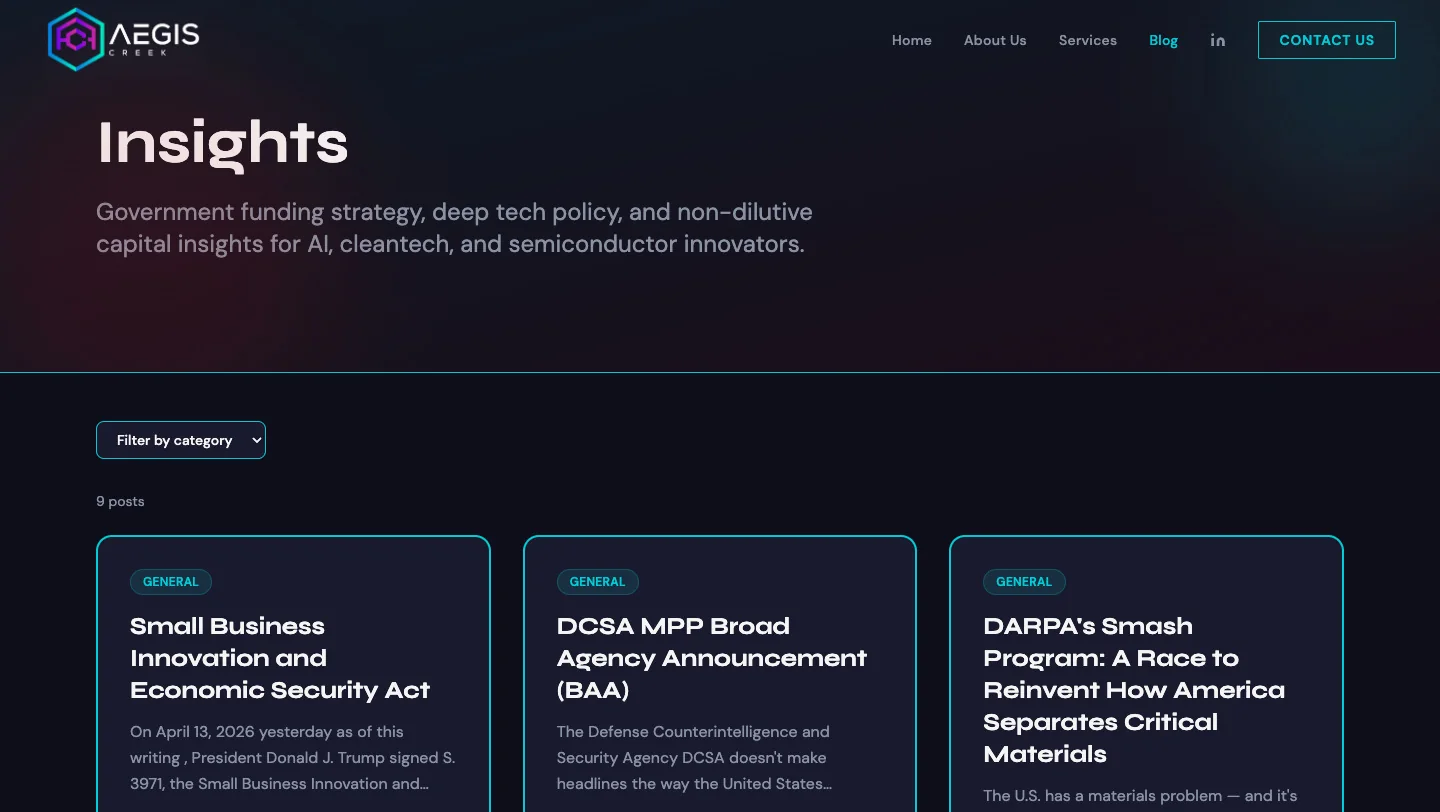 AEGIS
CREEK
Home
About Us
Services
Blog
in
CONTACT US
Insights
Government funding strategy, deep tech policy, and non-dilutive
capital insights for AI, cleantech, and semiconductor innovators.
Filter by category
9 posts
GENERAL
Small Business
Innovation and
Economic Security Act
On April 13, 2026 yesterday as of this
writing , President Donald J. Trump signed S.
3971, the Small Business Innovation and...
GENERAL
DCSA MPP Broad
Agency Announcement
(BAA)
The Defense Counterintelligence and
Security Agency DCSA doesn't make
headlines the way the United States...
GENERAL
DARPA's Smash
Program: A Race to
Reinvent How America
Separates Critical
Materials
The U.S. has a materials problem — and it's